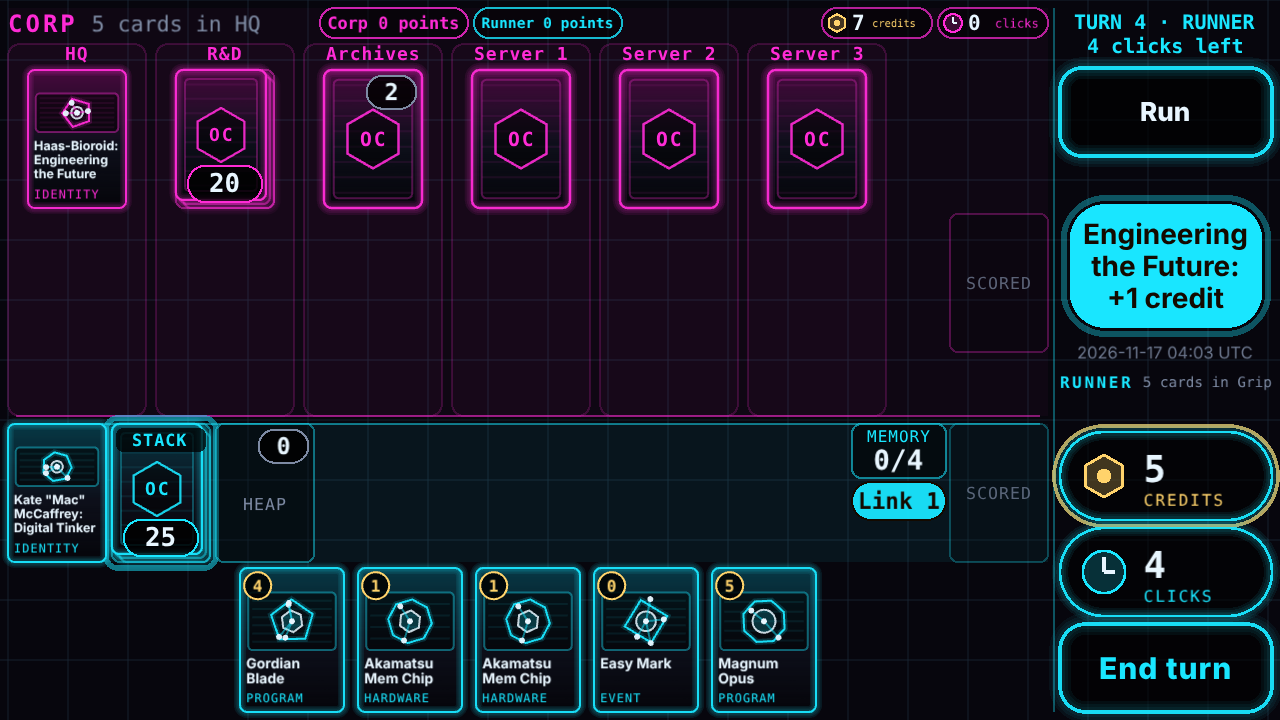 CORP 5 cards in HQ
Corp 0 points
Runner 0 points
7 credits
0 clicks
TURN 4 · RUNNER
4 clicks left
HQ
R&D
Archives
Server 1
Server 2
Server 3
Haas-Bioroid:
Engineering
the Future
IDENTITY
OC
20
2
OC
OC
OC
OC
SCORED
Run
Engineering
the Future:
+1 credit
2026-11-17 04:03 UTC
RUNNER 5 cards in Grip
Kate "Mac"
McCaffrey:
Digital Tinker
IDENTITY
STACK
OC
25
0
HEAP
MEMORY
0/4
Link 1
SCORED
5
CREDITS
4
CLICKS
End turn
4
Gordian
Blade
PROGRAM
1
Akamatsu
Mem Chip
HARDWARE
1
Akamatsu
Mem Chip
HARDWARE
0
Easy Mark
EVENT
5
Magnum
Opus
PROGRAM